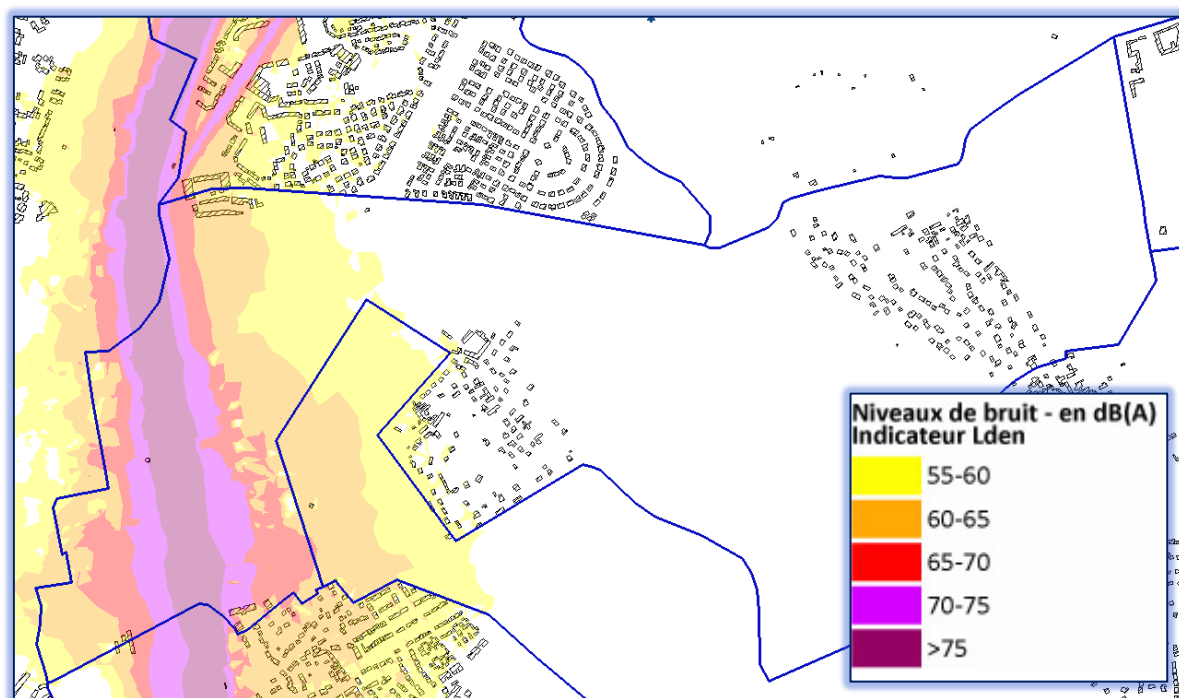 Niveaux de bruit - en dB(A)
Indicateur Lden
55-60
60-65
65-70
70-75
>75